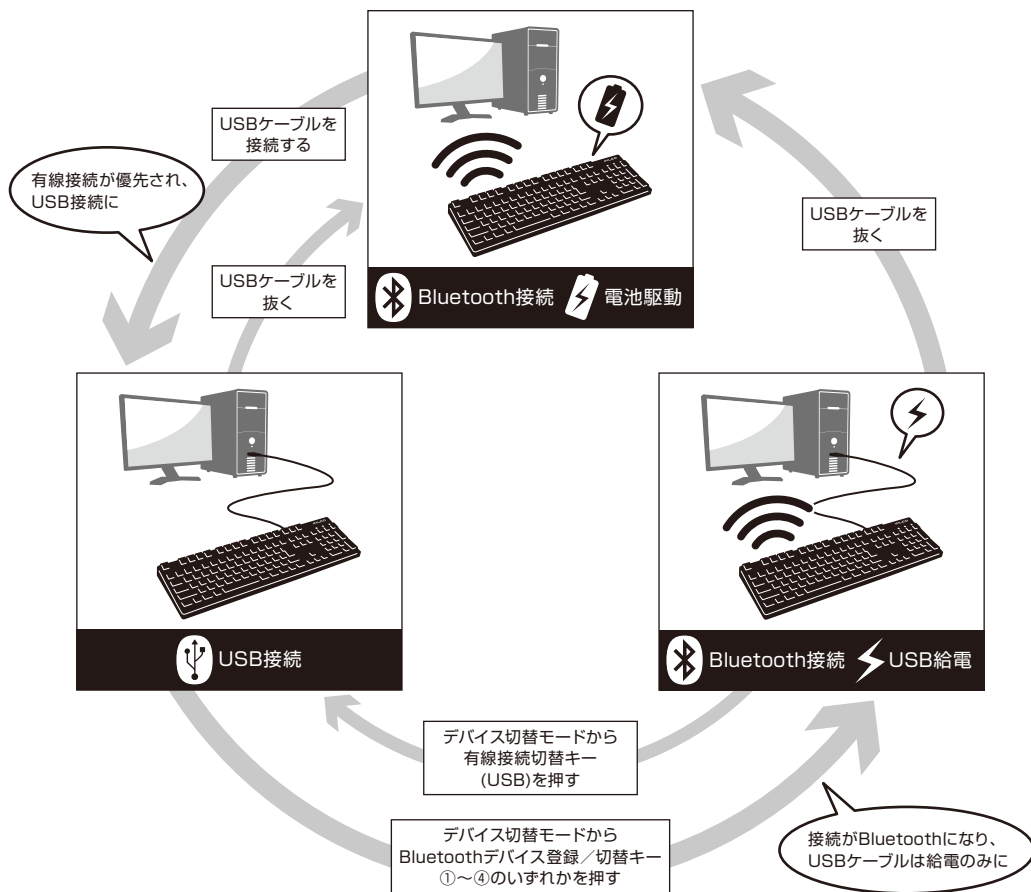 USBケーブルを
接続する
有線接続が優先され、
USB接続に
USBケーブルを
抜く
USBケーブルを
抜く
Bluetooth接続 電池駆動
USB接続
Bluetooth接続 USB給電
デバイス切替モードから
有線接続切替キー
(USB)を押す
デバイス切替モードから
Bluetoothデバイス登録／切替キー
①～④のいずれかを押す
接続がBluetoothになり、
USBケーブルは給電のみに